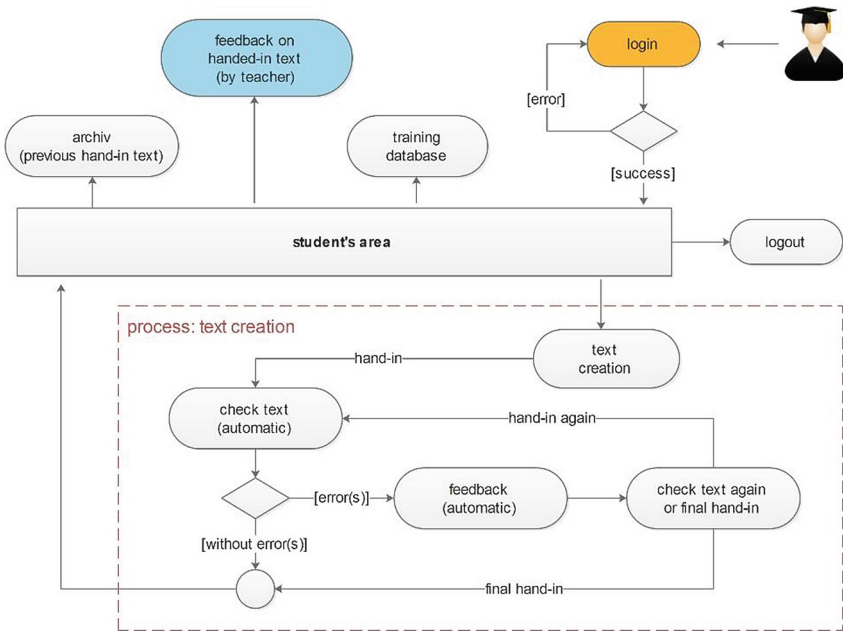 feedback on
handed-in text
(by teacher)
login
[error]
archiv
(previous hand-in text)
training
database
[success]
student's area
logout
process: text creation
text
creation
hand-in
check text
(automatic)
hand-in again
[error(s)]
feedback
(automatic)
check text again
or final hand-in
[without error(s)]
final hand-in